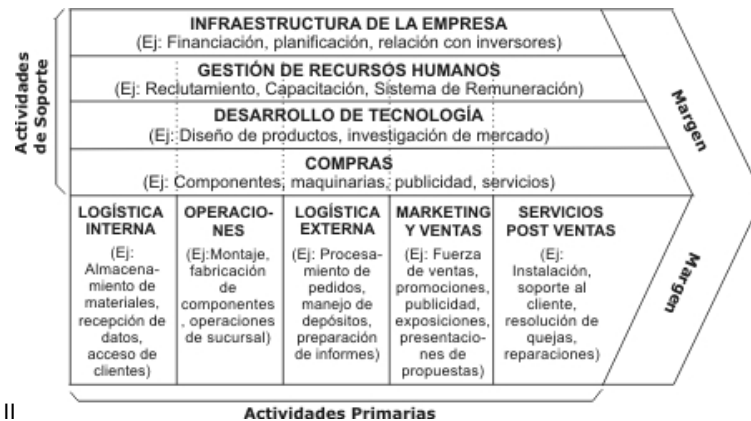 INFRAESTRUCTURA DE LA EMPRESA
(Ej: Financiación, planificación, relación con inversores)
GESTIÓN DE RECURSOS HUMANOS
(Ej: Reclutamiento, Capacitación, Sistema de Remuneración)
DESARROLLO DE TECNOLOGÍA
(Ej: Diseño de productos, investigación de mercado)
COMPRAS
(Ej: Componentes, maquinarias, publicidad, servicios)
Actividades
de Soporte
Margen
LOGÍSTICA
INTERNA
(Ej:
Almacena-
miento de
materiales,
recepción de
datos,
acceso de
clientes)
OPERACIO-
NES
(Ej:Montaje,
fabricación
de
componentes
, operaciones
de sucursal)
LOGÍSTICA
EXTERNA
(Ej: Procesa-
miento de
pedidos,
manejo de
depósitos,
preparación
de informes)
MARKETING
Y VENTAS
(Ej: Fuerza
de ventas,
promociones,
publicidad,
exposiciones,
presentacio-
nes de
propuestas)
SERVICIOS
POST VENTAS
(Ej:
Instalación,
soporte al
cliente,
resolución de
quejas,
reparaciones)
Margen
II
Actividades Primarias